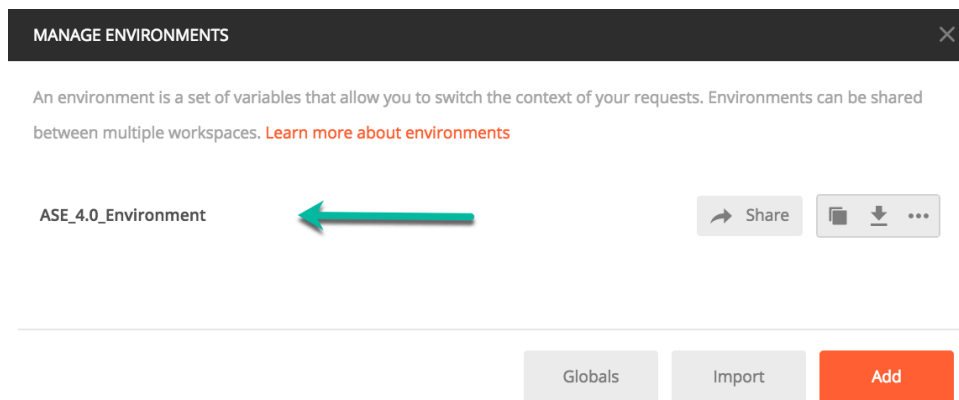 MANAGE ENVIRONMENTS
An environment is a set of variables that allow you to switch the context of your requests. Environments can be shared
between multiple workspaces. Learn more about environments
ASE_4.0_Environment
Share
Globals
Import
Add